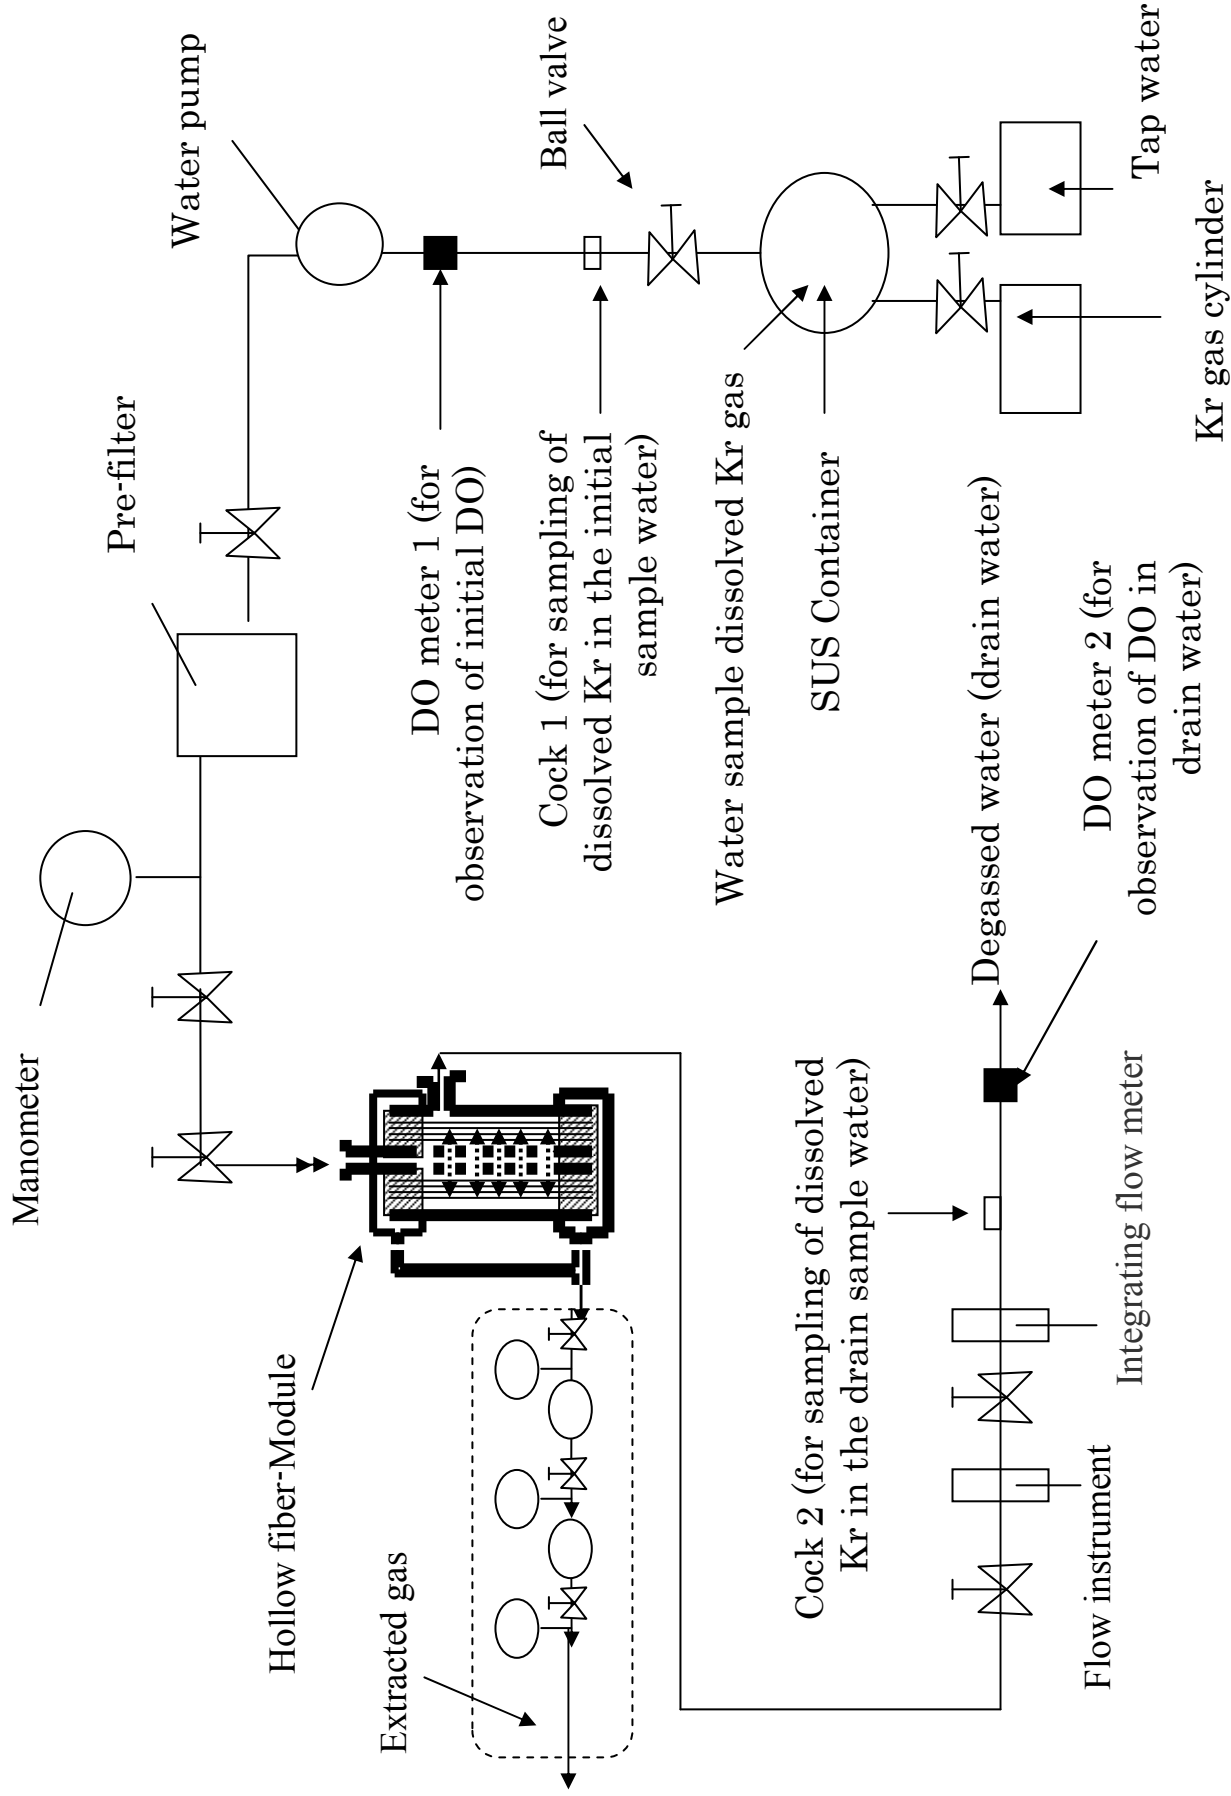 Manometer
Pre-filter
Water pump
Hollow fiber-Module
Extracted gas
DO meter 1 (for
observation of initial DO)
Cock 1 (for sampling of
dissolved Kr in the initial
sample water)
Ball valve
Water sample dissolved Kr gas
SUS Container
Cock 2 (for sampling of dissolved
Kr in the drain sample water)
Degassed water (drain water)
DO meter 2 (for
observation of DO in
drain water)
Flow instrument
Integrating flow meter
Kr gas cylinder
Tap water